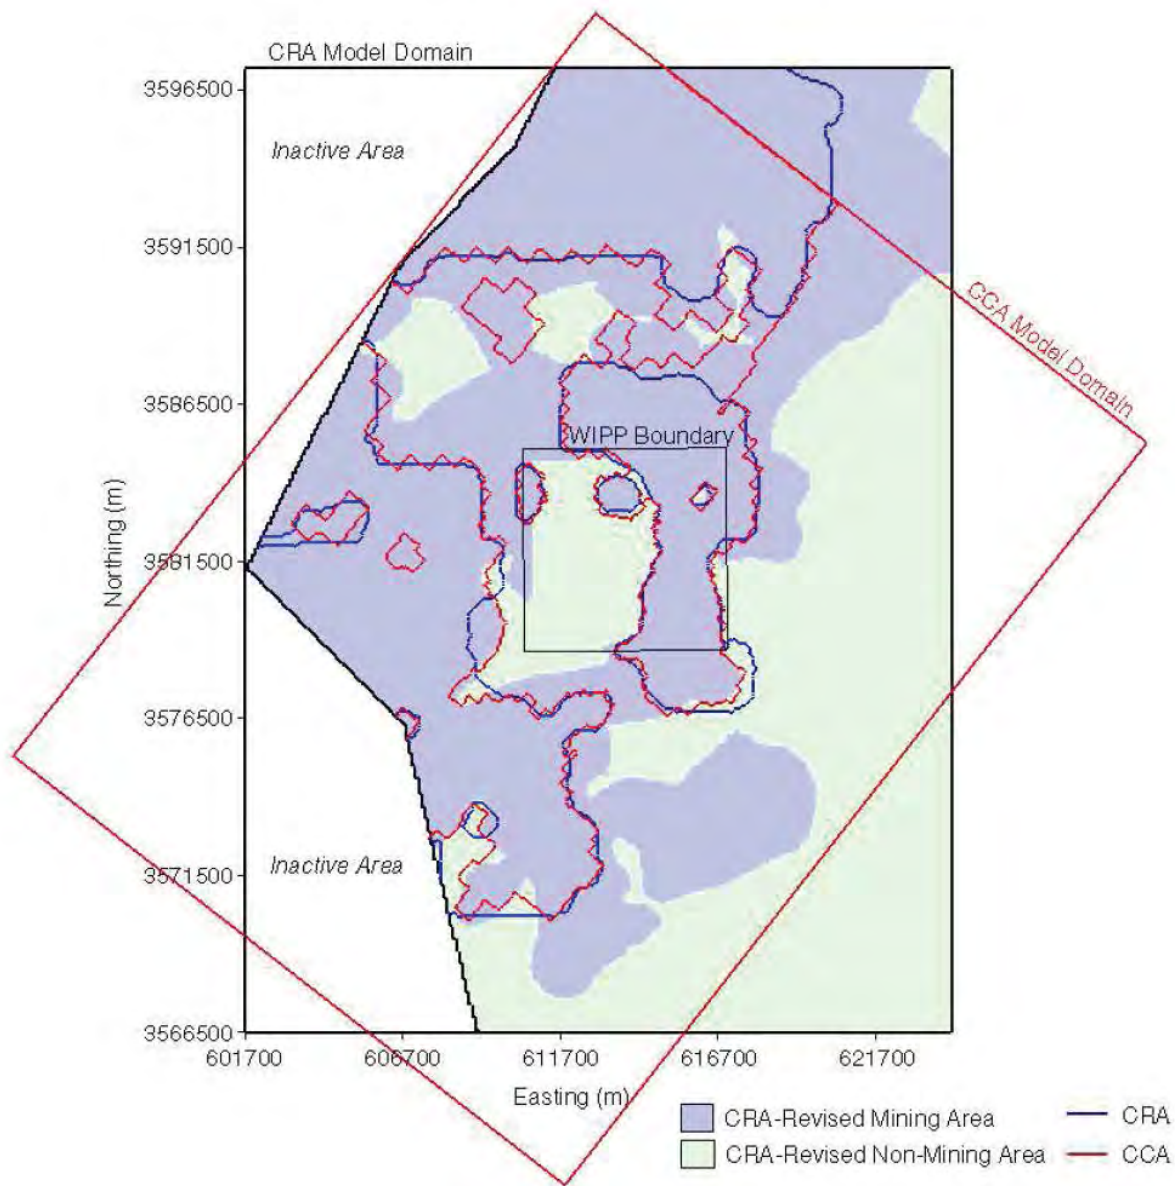 CRA Model Domain
3596500
Inactive Area
3591500
CCA Model Domain
3586500
WIPP Boundary
Northing (m)
3581500
3576500
3571500
Inactive Area
3566500
601700 606700 611700 616700 621700
Easting (m)
CRA-Revised Mining Area CRA
CRA-Revised Non-Mining Area CCA